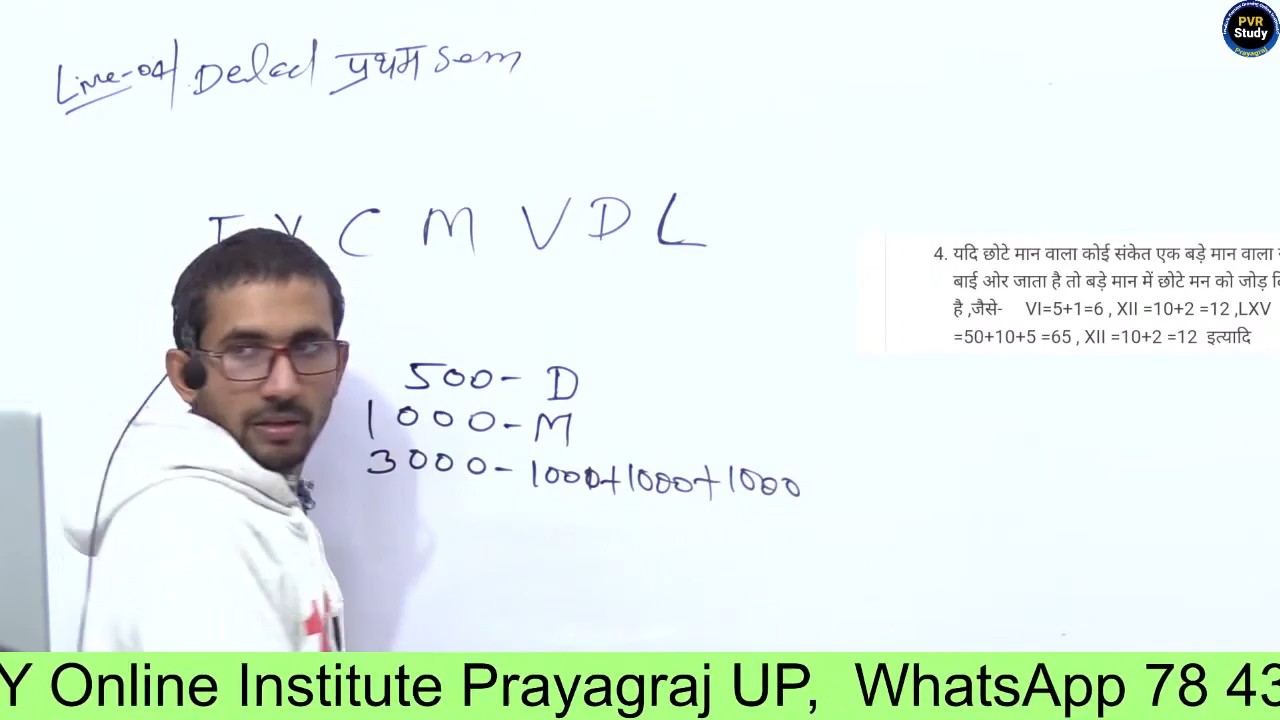 PVR
Study
Prayagraj
Live-04/ Deled प्रथम Sem
I X C M V D L
4. यदि छोटे मान वाला कोई संकेत एक बड़े मान वाला
बाई ओर जाता है तो बड़े मान में छोटे मन को जोड़
है ,जैसे- VI=5+1=6 , XII =10+2 =12 ,LXV
=50+10+5 =65 , XII =10+2 =12 इत्यादि
500- D
1000- M
3000- 1000+1000+1000
Y Online Institute Prayagraj UP, WhatsApp 78 43